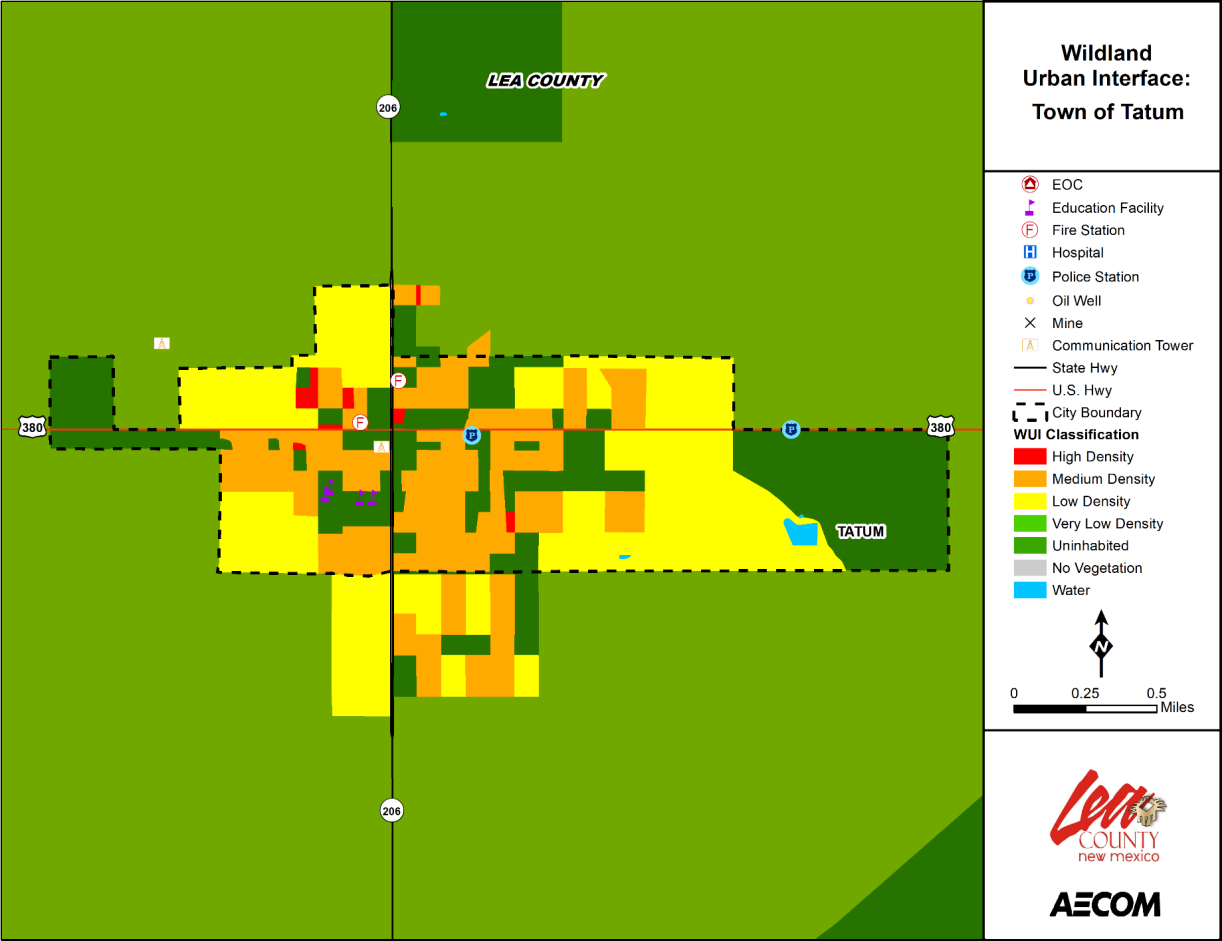 Wildland
Urban Interface:
Town of Tatum
LEA COUNTY
206
F
F
380
380
P
P
TATUM
206
EOC
Education Facility
F Fire Station
H Hospital
P Police Station
Oil Well
Mine
Communication Tower
State Hwy
U.S. Hwy
City Boundary
WUI Classification
High Density
Medium Density
Low Density
Very Low Density
Uninhabited
No Vegetation
Water
N
0 0.25 0.5
Miles
Lea
COUNTY
new mexico
AECOM